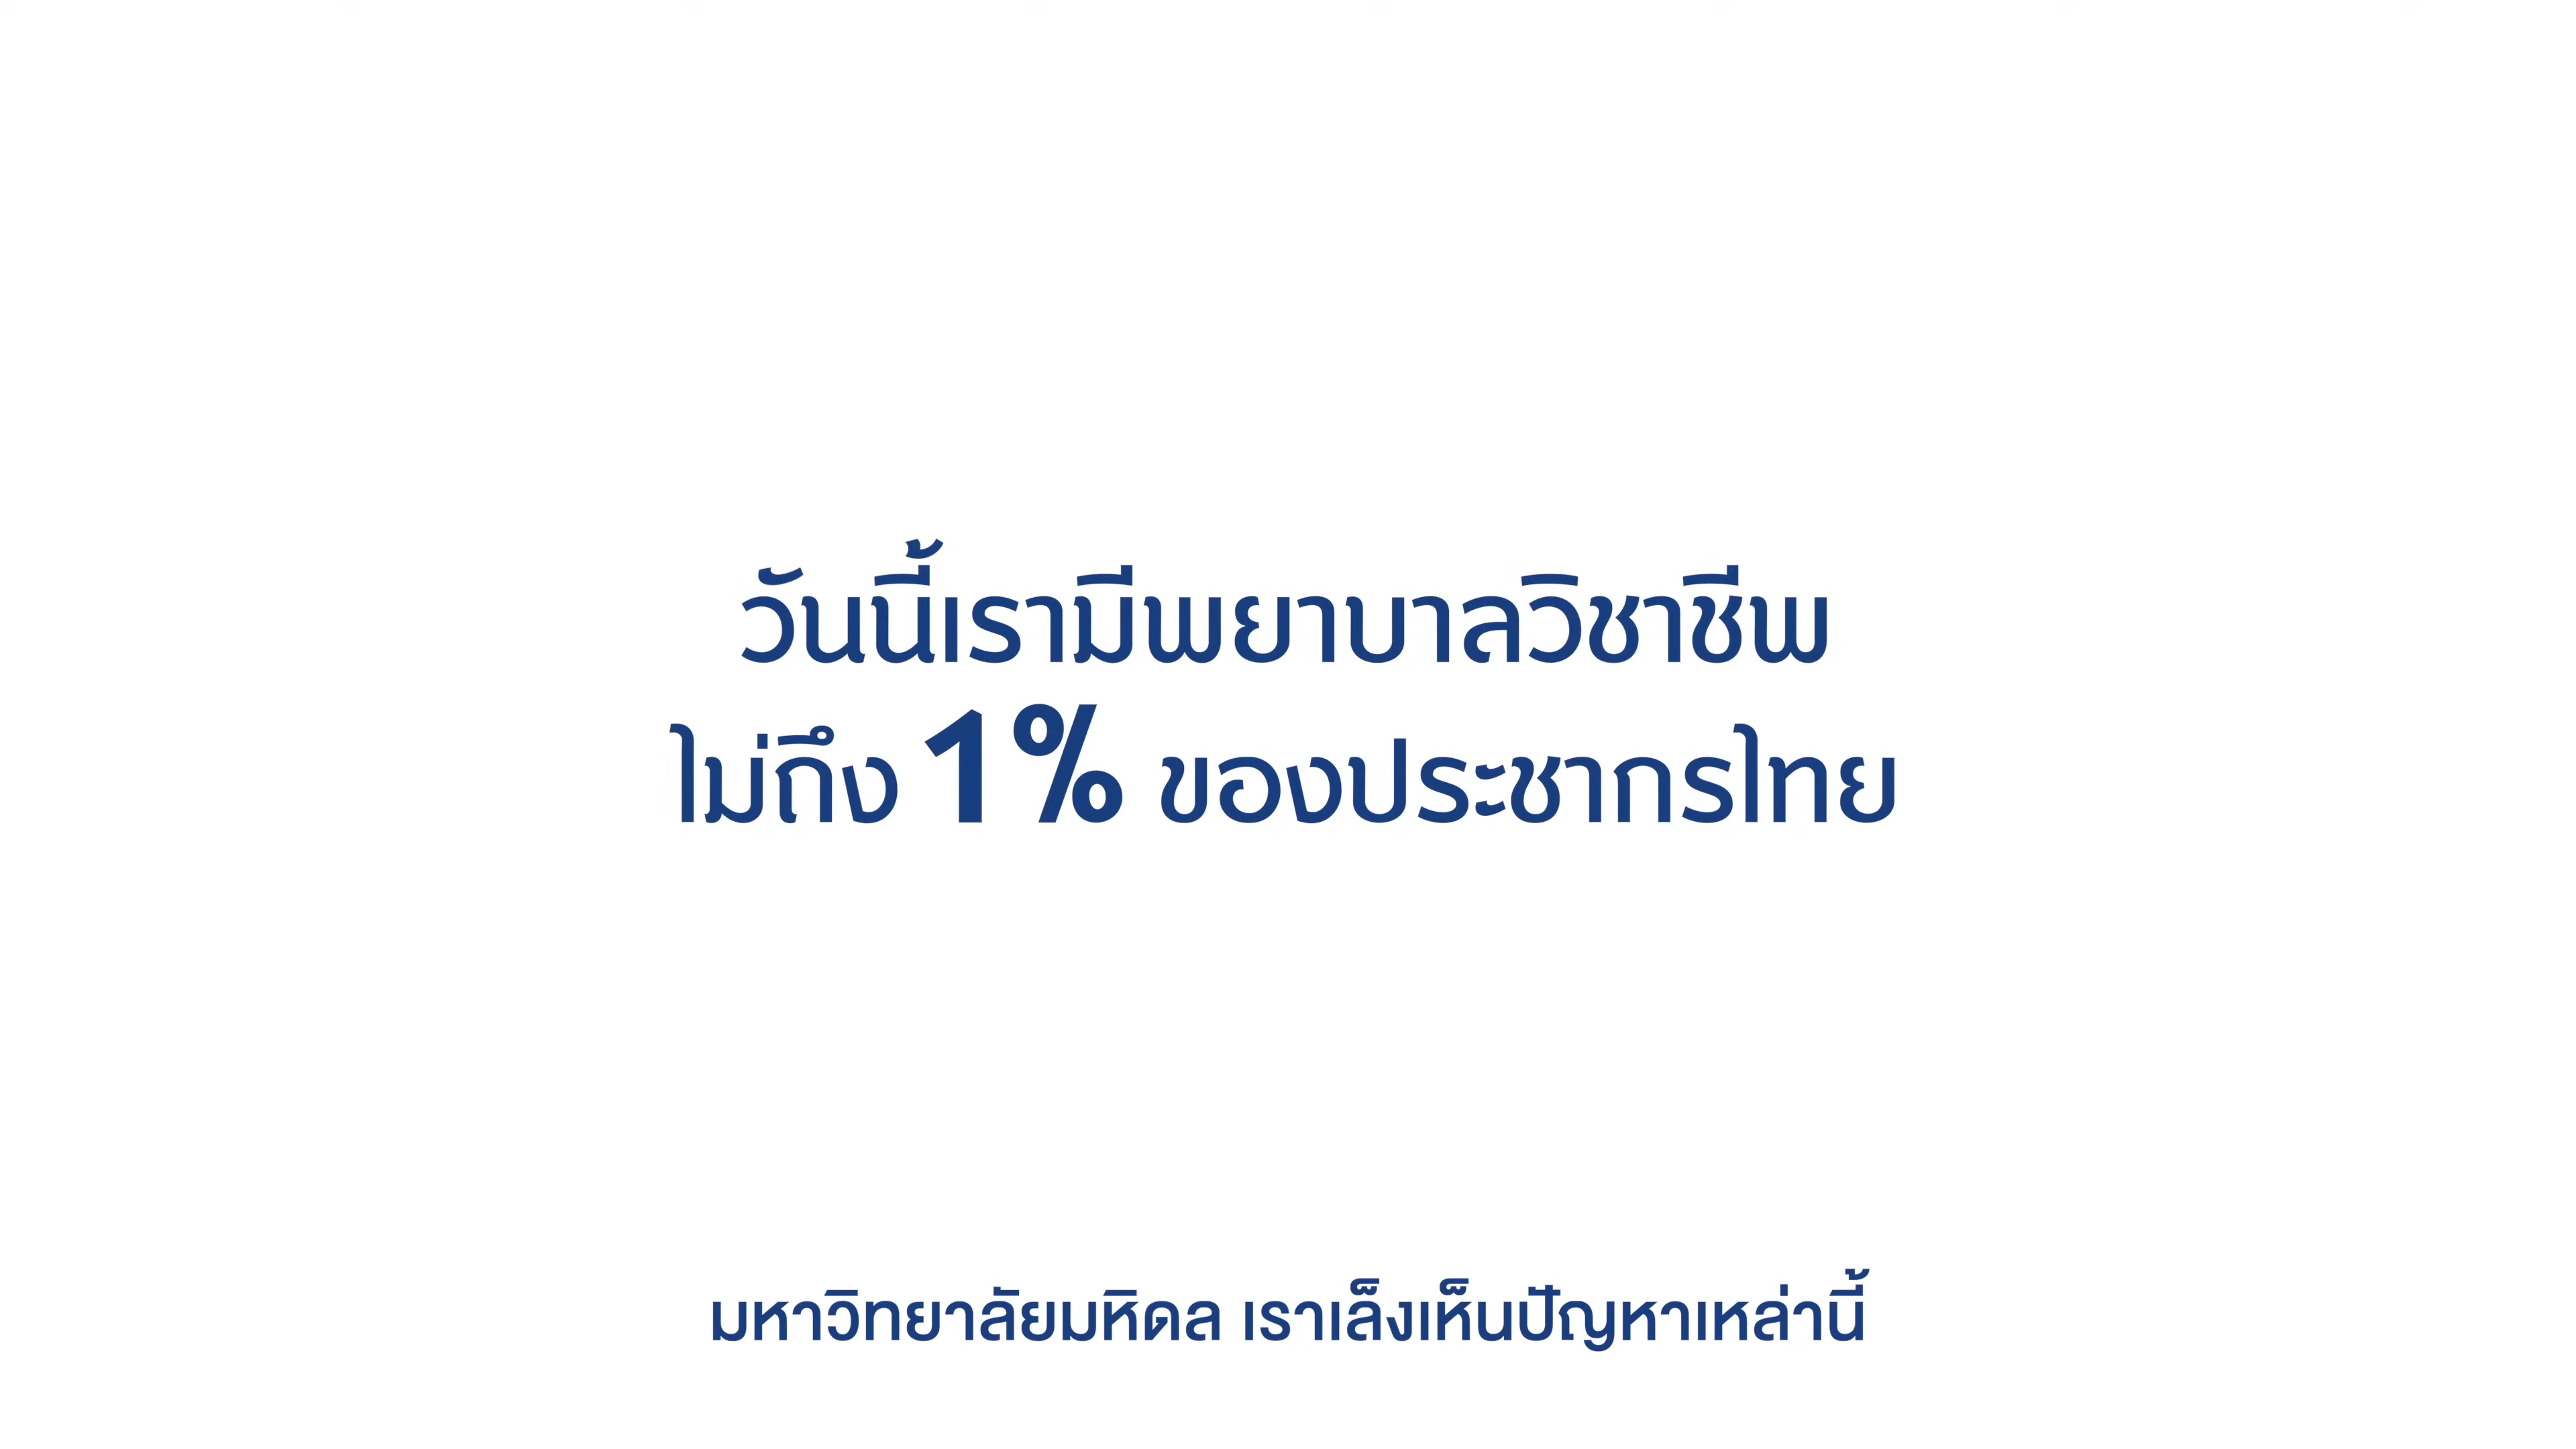 วันนี้เรามีพยาบาลวิชาชีพ
ไม่ถึง 1% ของประชากรไทย
มหาวิทยาลัยมหิดล เราเล็งเห็นปัญหาเหล่านี้